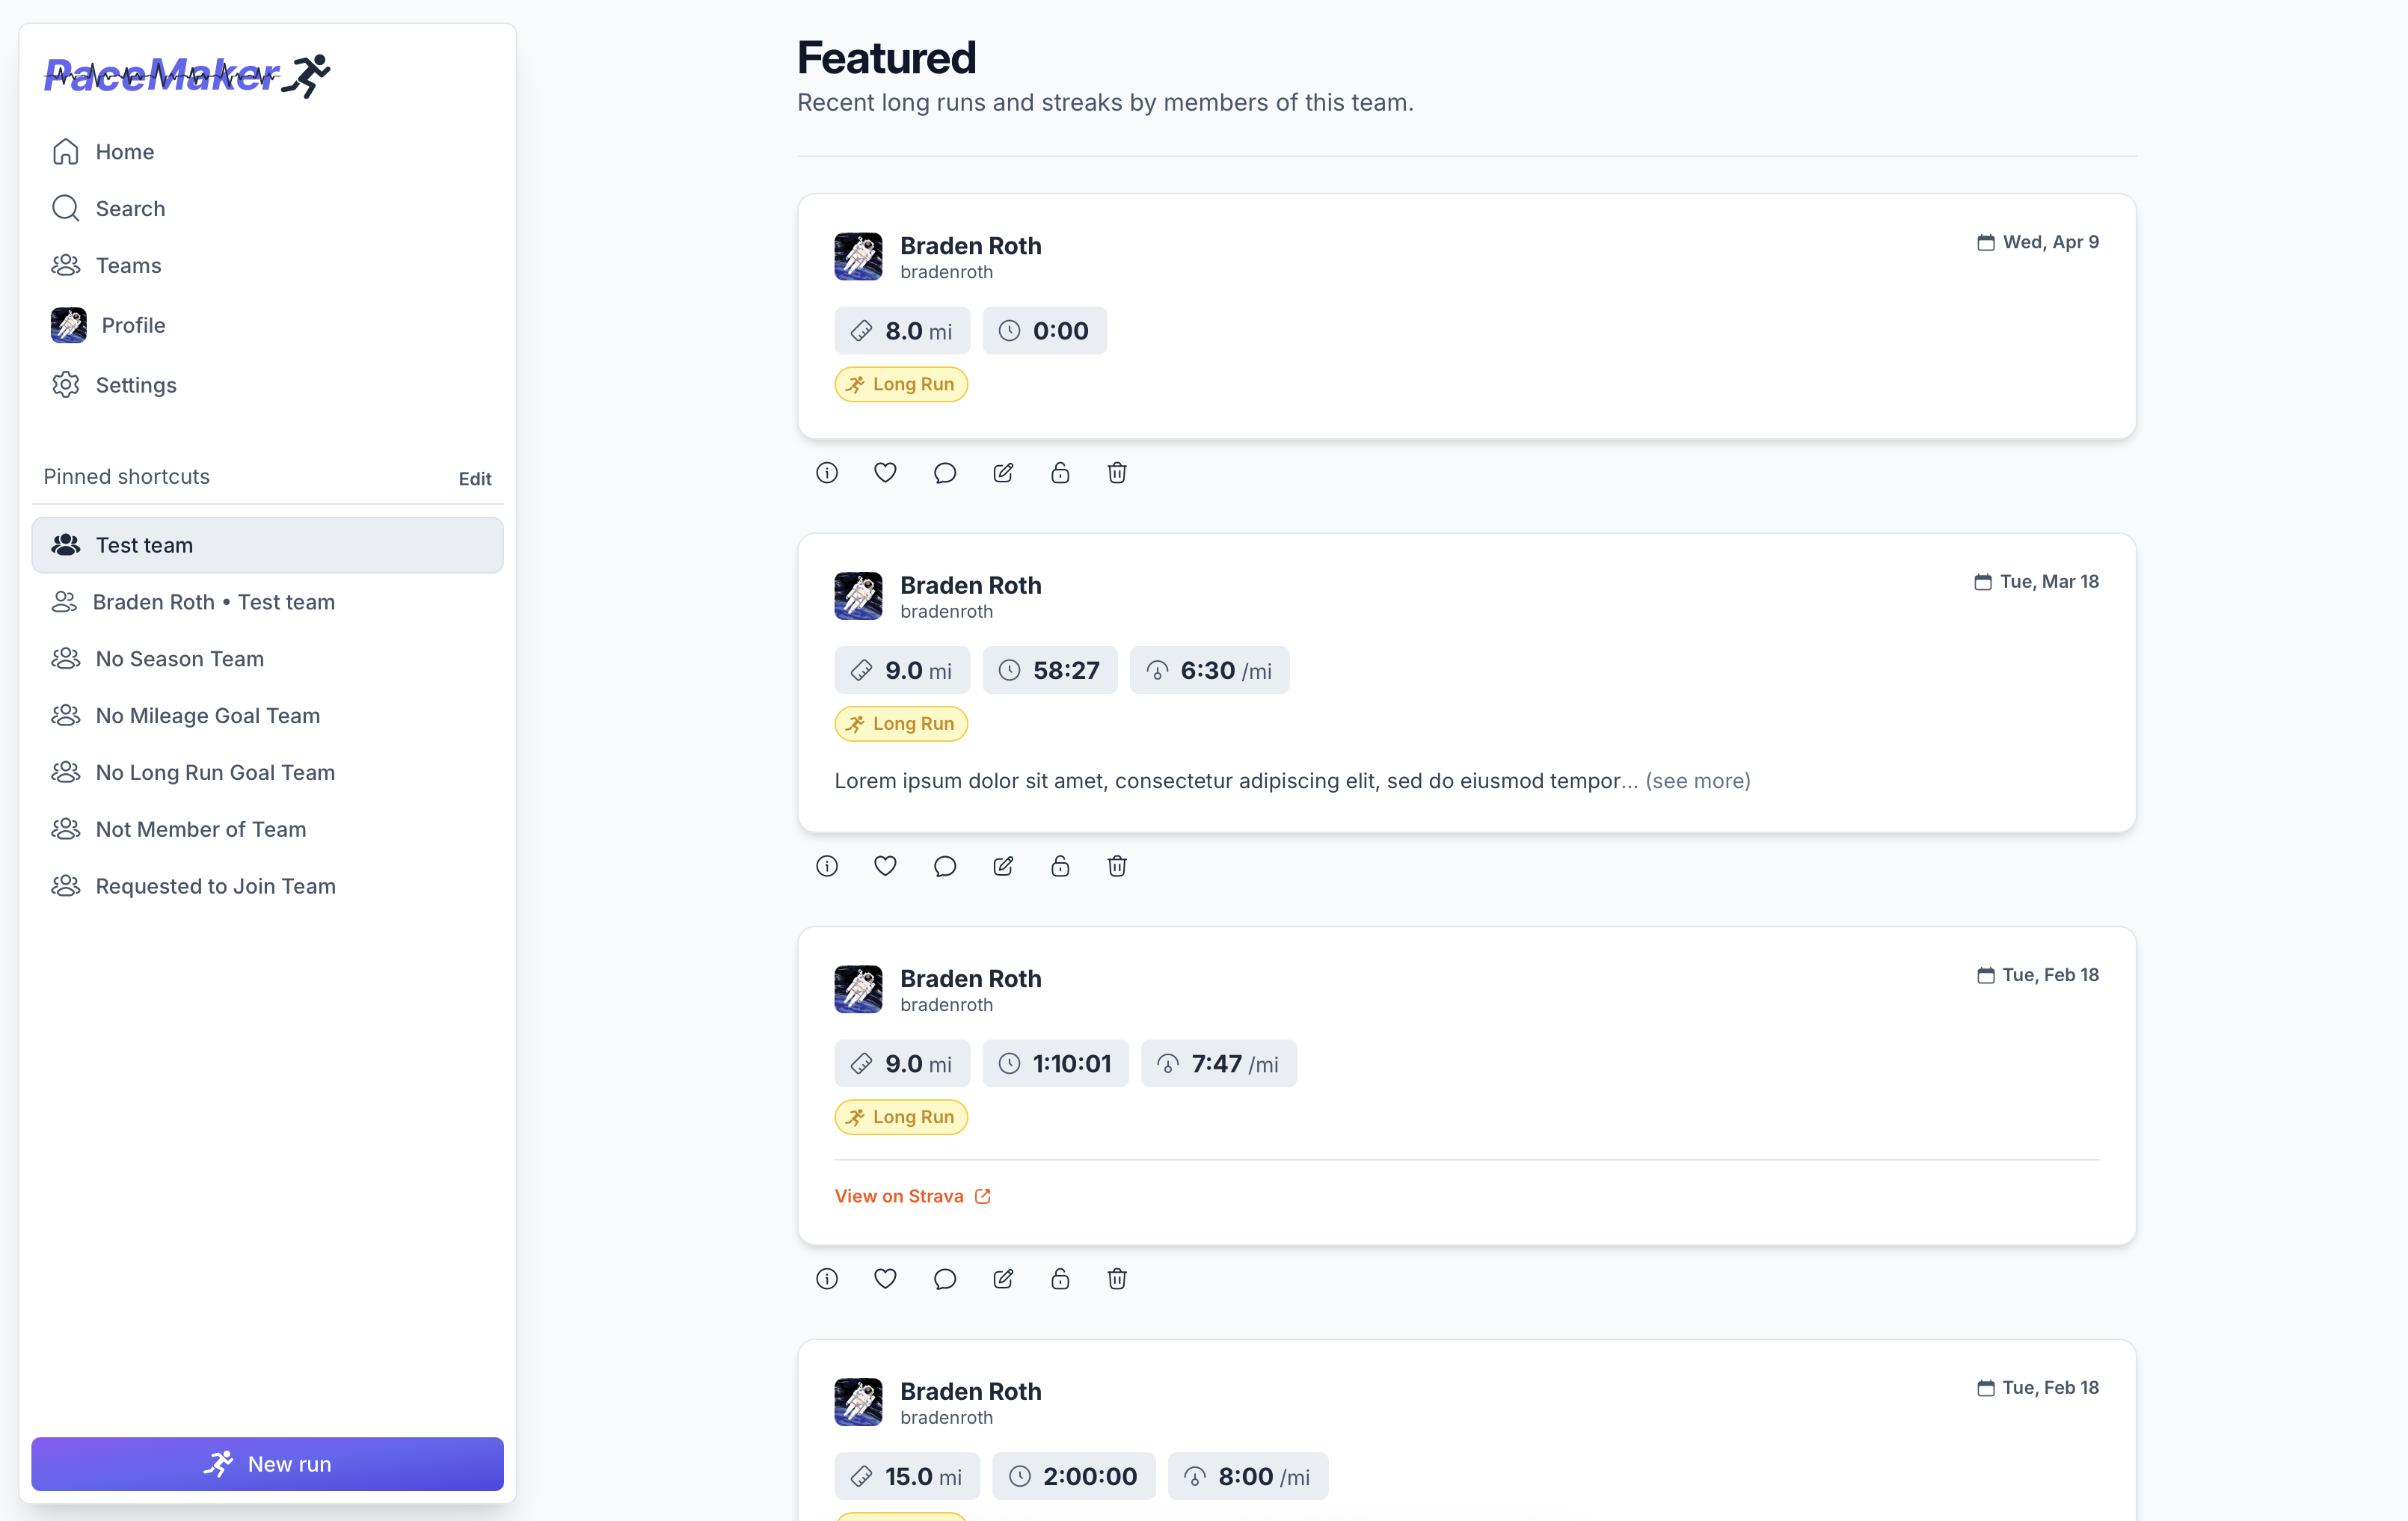 PaceMaker
Home
Search
Teams
Profile
Settings
Pinned shortcuts
Edit
Test team
Braden Roth • Test team
No Season Team
No Mileage Goal Team
No Long Run Goal Team
Not Member of Team
Requested to Join Team
New run
Featured
Recent long runs and streaks by members of this team.
Braden Roth
bradenroth
Wed, Apr 9
8.0 mi
0:00
Long Run
Braden Roth
bradenroth
Tue, Mar 18
9.0 mi
58:27
6:30 /mi
Long Run
Lorem ipsum dolor sit amet, consectetur adipiscing elit, sed do eiusmod tempor... (see more)
Braden Roth
bradenroth
Tue, Feb 18
9.0 mi
1:10:01
7:47 /mi
Long Run
View on Strava
Braden Roth
bradenroth
Tue, Feb 18
15.0 mi
2:00:00
8:00 /mi